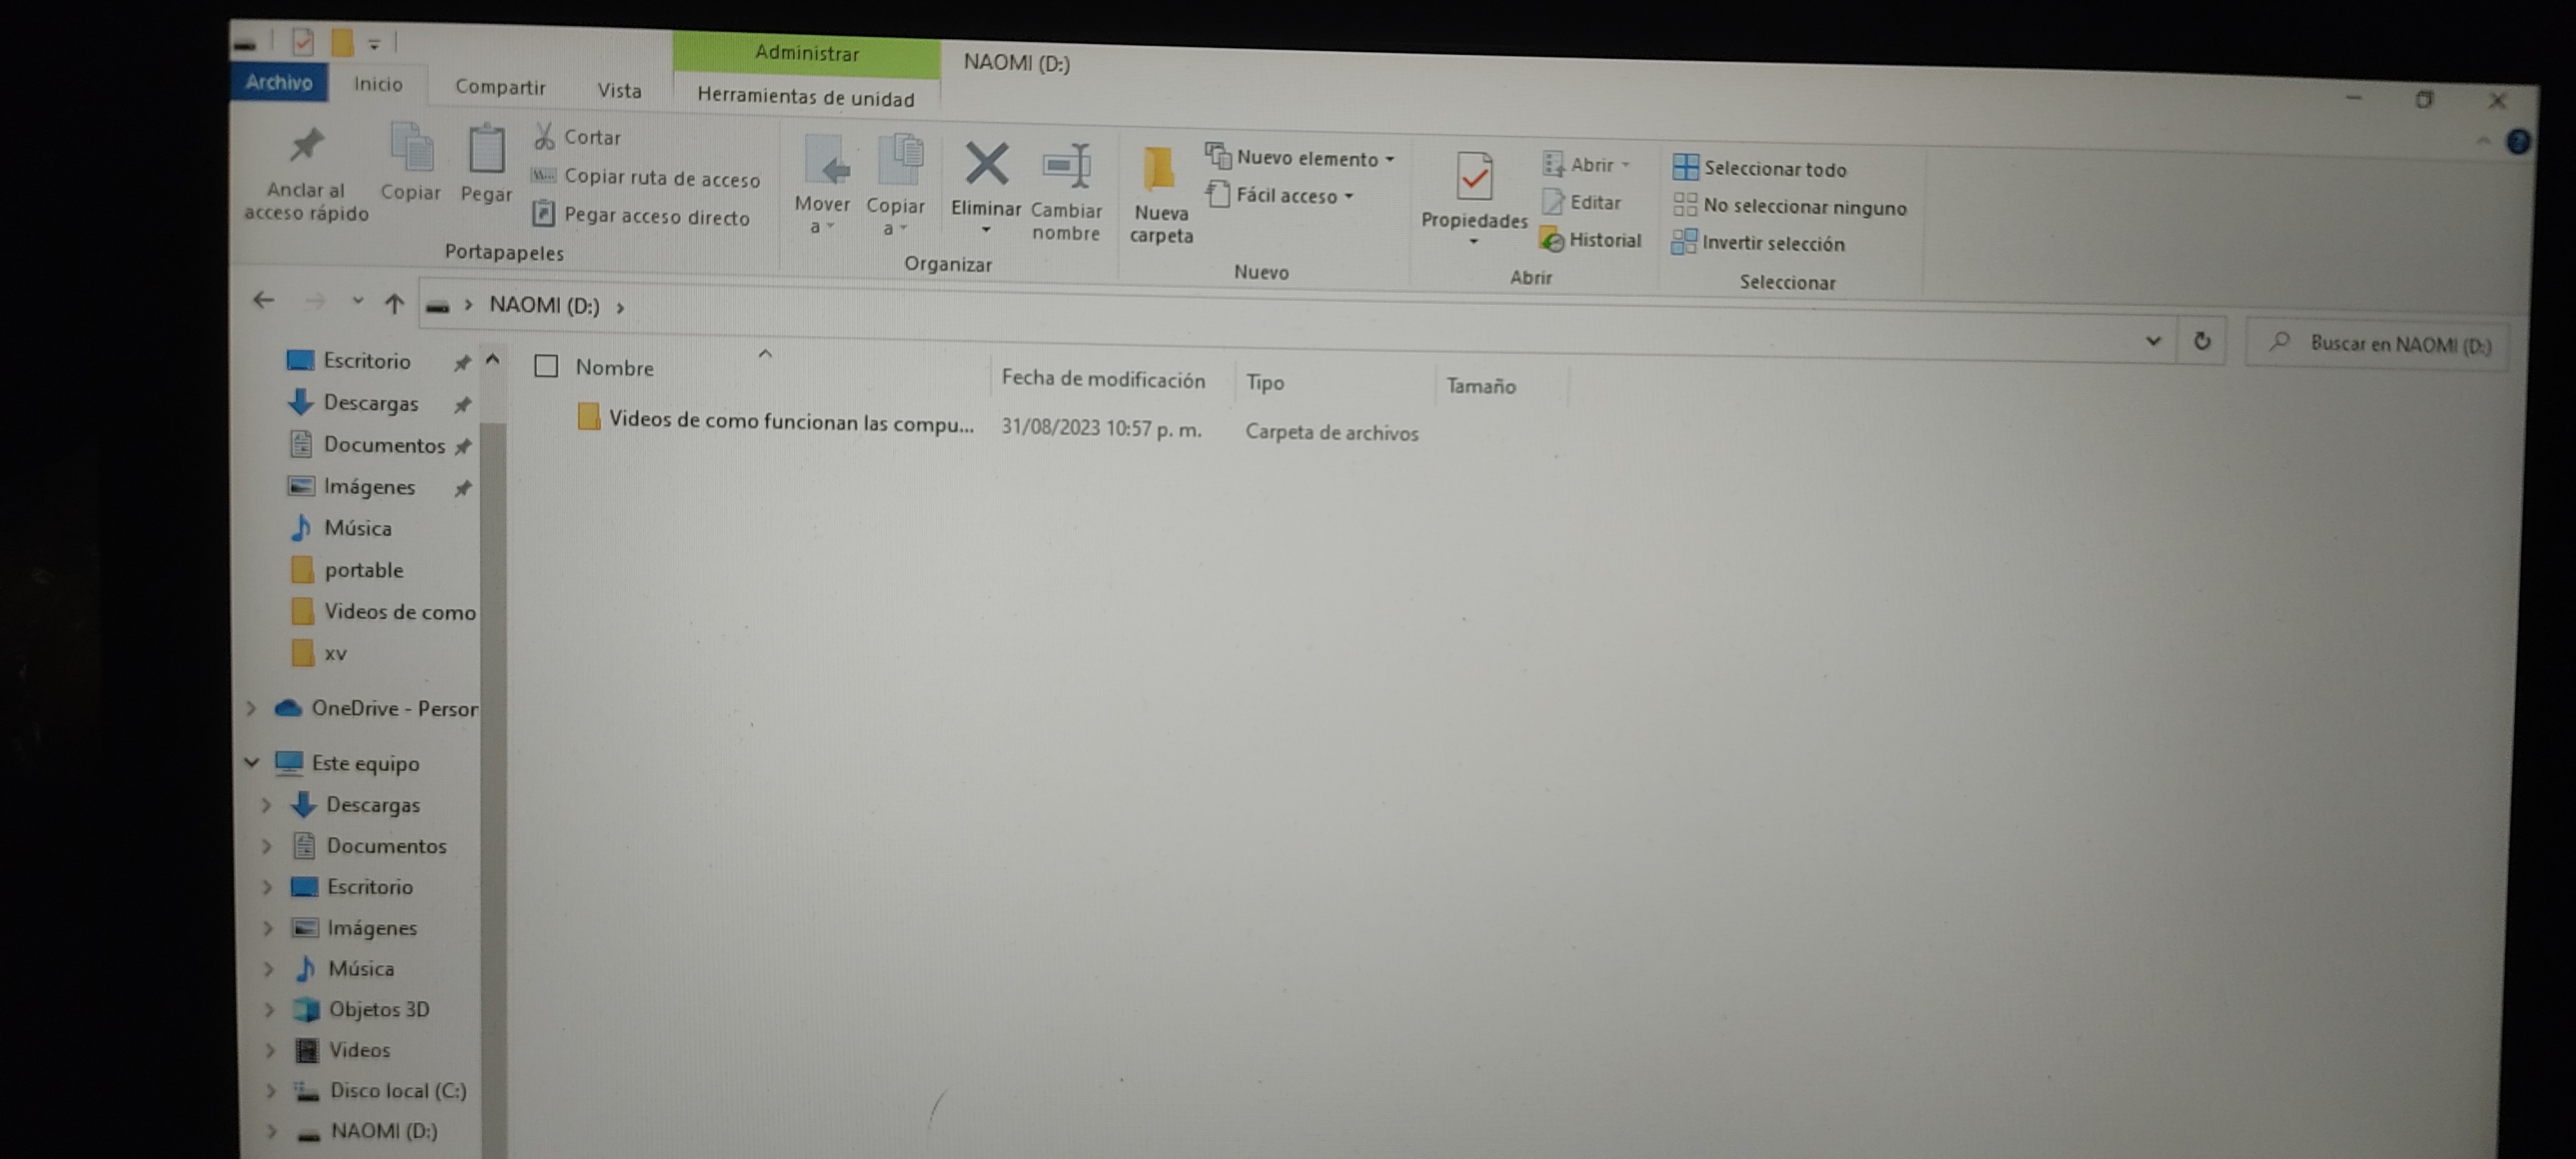 Administrar
NAOMI (D:)
Archivo
Inicio
Compartir
Vista
Herramientas de unidad
Anclar al
acceso rápido
Copiar
Pegar
Cortar
Copiar ruta de acceso
Pegar acceso directo
Portapapeles
Mover
a
Copiar
a
Eliminar
Cambiar
nombre
Organizar
Nueva
carpeta
Nuevo elemento
Fácil acceso
Nuevo
Propiedades
Abrir
Editar
Historial
Abrir
Seleccionar todo
No seleccionar ninguno
Invertir selección
Seleccionar
NAOMI (D:)
Buscar en NAOMI (D:)
Escritorio
Descargas
Documentos
Imágenes
Música
portable
Videos de como
xv
OneDrive - Persor
Este equipo
Descargas
Documentos
Escritorio
Imágenes
Música
Objetos 3D
Videos
Disco local (C:)
NAOMI (D:)
Nombre
Fecha de modificación
Tipo
Tamaño
Videos de como funcionan las compu...
31/08/2023 10:57 p. m.
Carpeta de archivos